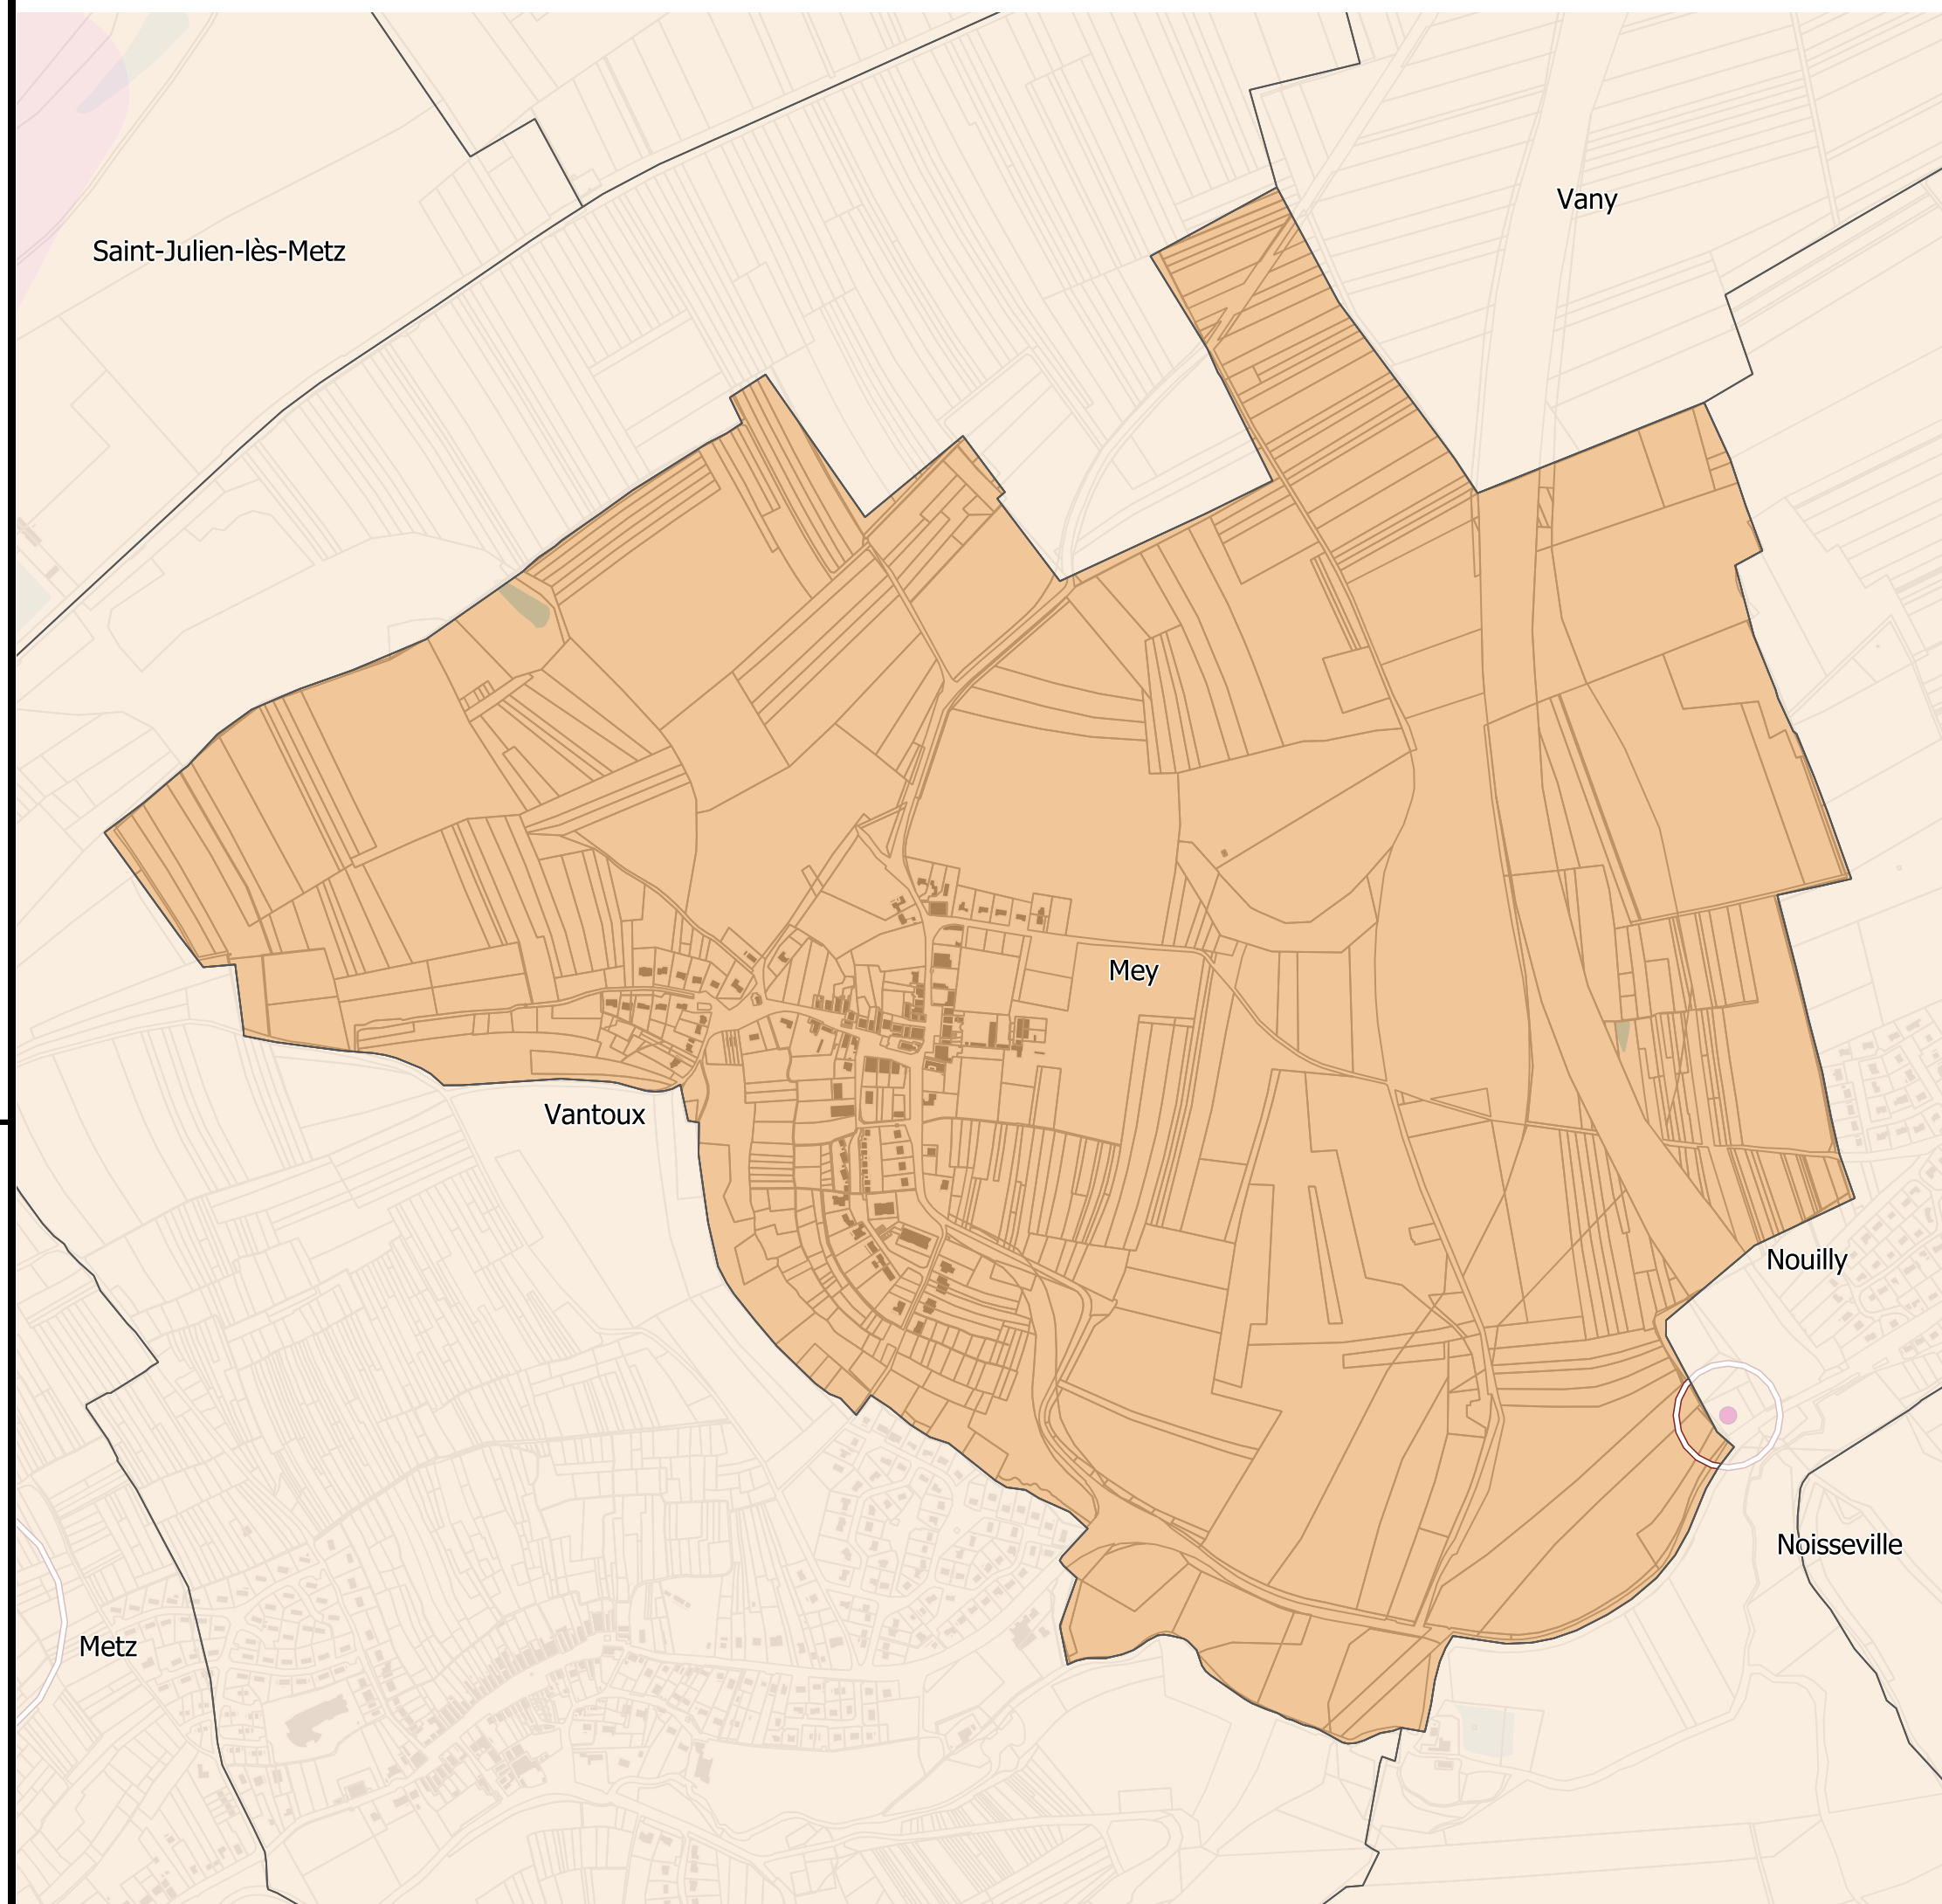 Vany
Saint-Julien-lès-Metz
Mey
Vantoux
Nouilly
Noisseville
Metz